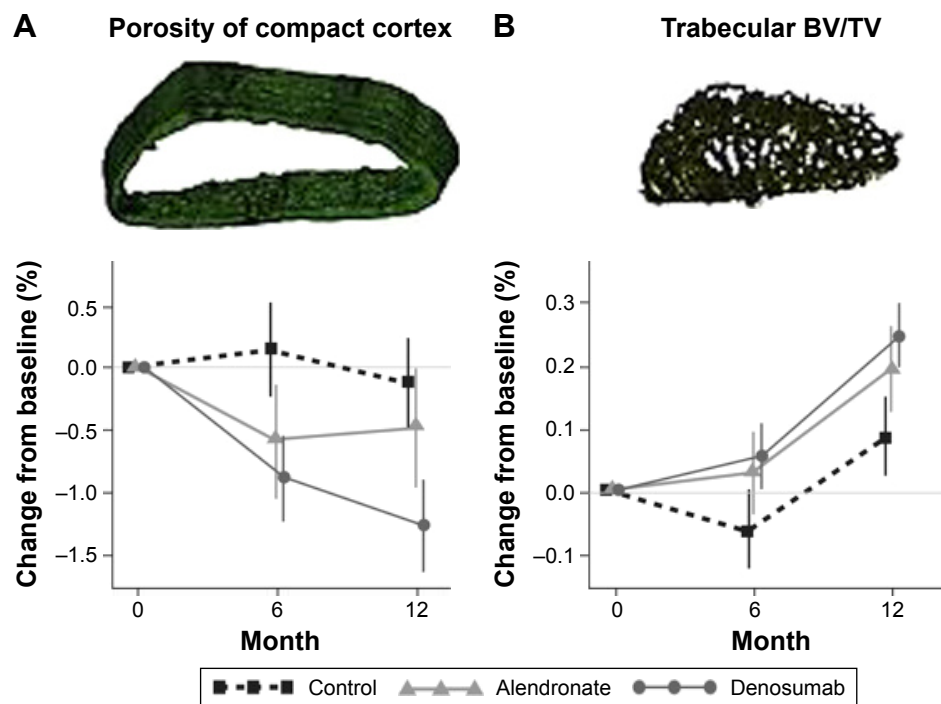 A Porosity of compact cortex
B Trabecular BV/TV
Change from baseline (%)
0.5
0.0
–0.5
–1.0
–1.5
0 6 12
Month
Change from baseline (%)
0.3
0.2
0.1
0.0
–0.1
0 6 12
Month
Control Alendronate Denosumab